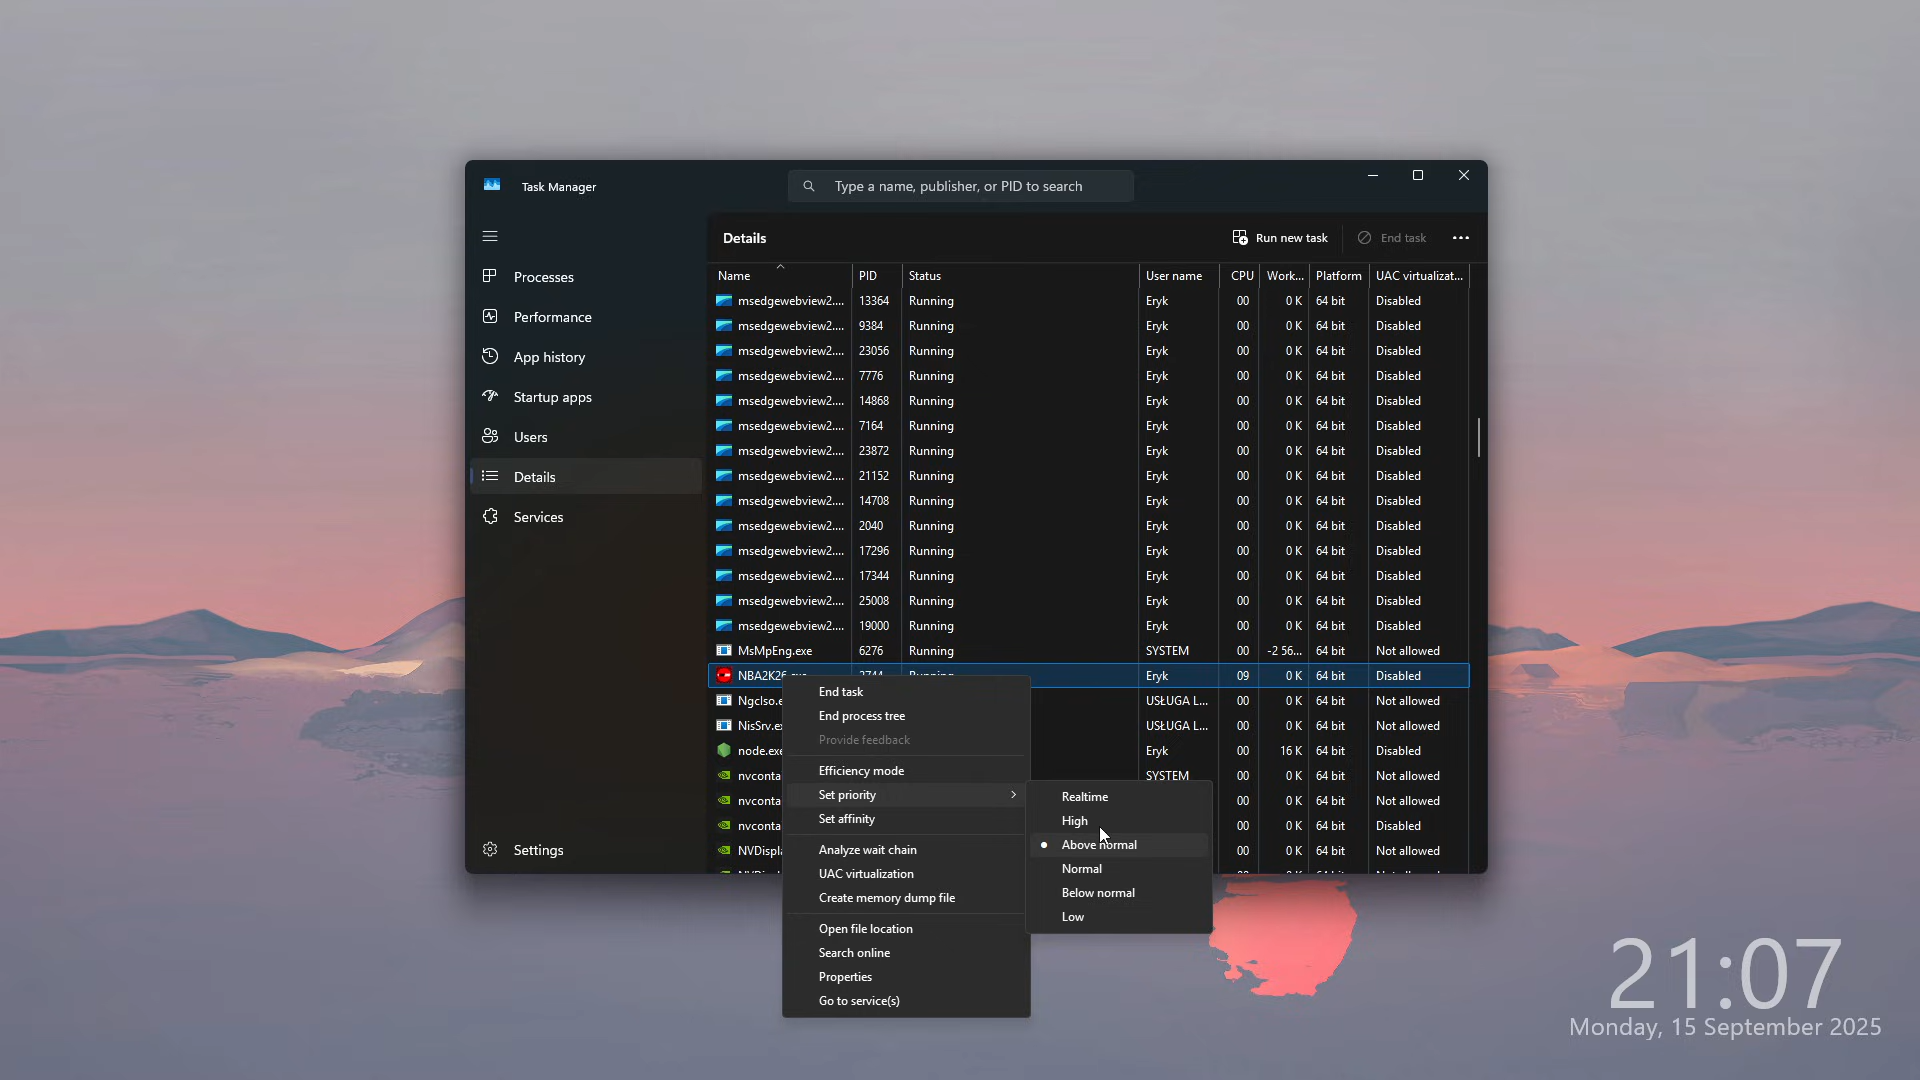 Task Manager
Type a name, publisher, or PID to search
Details
Run new task
End task
Processes
Performance
App history
Startup apps
Users
Details
Services
Settings
Name PID Status User name CPU Work... Platform UAC virtualizat...
msedgewebview2.... 13364 Running Eryk 00 0 K 64 bit Disabled
msedgewebview2.... 9384 Running Eryk 00 0 K 64 bit Disabled
msedgewebview2.... 23056 Running Eryk 00 0 K 64 bit Disabled
msedgewebview2.... 7776 Running Eryk 00 0 K 64 bit Disabled
msedgewebview2.... 14868 Running Eryk 00 0 K 64 bit Disabled
msedgewebview2.... 7164 Running Eryk 00 0 K 64 bit Disabled
msedgewebview2.... 23872 Running Eryk 00 0 K 64 bit Disabled
msedgewebview2.... 21152 Running Eryk 00 0 K 64 bit Disabled
msedgewebview2.... 14708 Running Eryk 00 0 K 64 bit Disabled
msedgewebview2.... 2040 Running Eryk 00 0 K 64 bit Disabled
msedgewebview2.... 17296 Running Eryk 00 0 K 64 bit Disabled
msedgewebview2.... 17344 Running Eryk 00 0 K 64 bit Disabled
msedgewebview2.... 25008 Running Eryk 00 0 K 64 bit Disabled
msedgewebview2.... 19000 Running Eryk 00 0 K 64 bit Disabled
MsMpEng.exe 6276 Running SYSTEM 00 -2 56... 64 bit Not allowed
NBA2K26.exe 2744 Running Eryk 09 0 K 64 bit Disabled
NgcIso.e USŁUGA L... 00 0 K 64 bit Not allowed
NisSrv.ex USŁUGA L... 00 0 K 64 bit Not allowed
node.exe Eryk 00 16 K 64 bit Disabled
nvconta SYSTEM 00 0 K 64 bit Not allowed
nvconta 00 0 K 64 bit Not allowed
nvconta 00 0 K 64 bit Not allowed
NVDispla 00 0 K 64 bit Not allowed
End task
End process tree
Provide feedback
Efficiency mode
Set priority
Set affinity
Analyze wait chain
UAC virtualization
Create memory dump file
Open file location
Search online
Properties
Go to service(s)
Realtime
High
Above normal
Normal
Below normal
Low
21:07
Monday, 15 September 2025